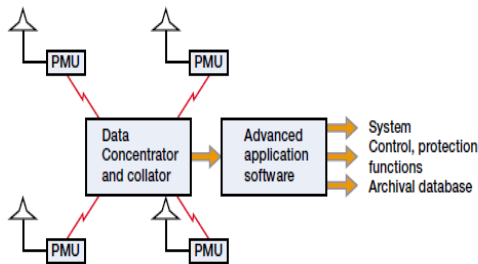 PMU
PMU
Data
Concentrator
and collator
Advanced
application
software
System
Control, protection
functions
Archival database
PMU
PMU